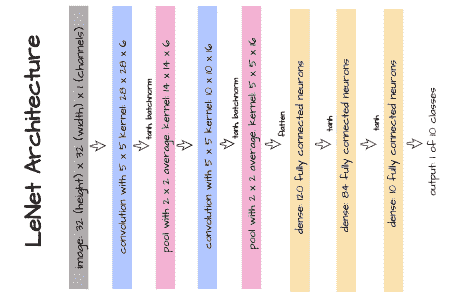 LeNet Architecture
image: 32 (height) x 32 (width) x 1 (channels)
convolution with 5 x 5 kernel: 28 x 28 x 6
tanh, batchnorm
pool with 2 x 2 average kernel: 14 x 14 x 6
convolution with 5 x 5 kernel: 10 x 10 x 16
tanh, batchnorm
pool with 2 x 2 average kernel: 5 x 5 x 16
flatten
dense: 120 fully connected neurons
tanh
dense: 84 fully connected neurons
tanh
dense: 10 fully connected neurons
output: 1 of 10 classes